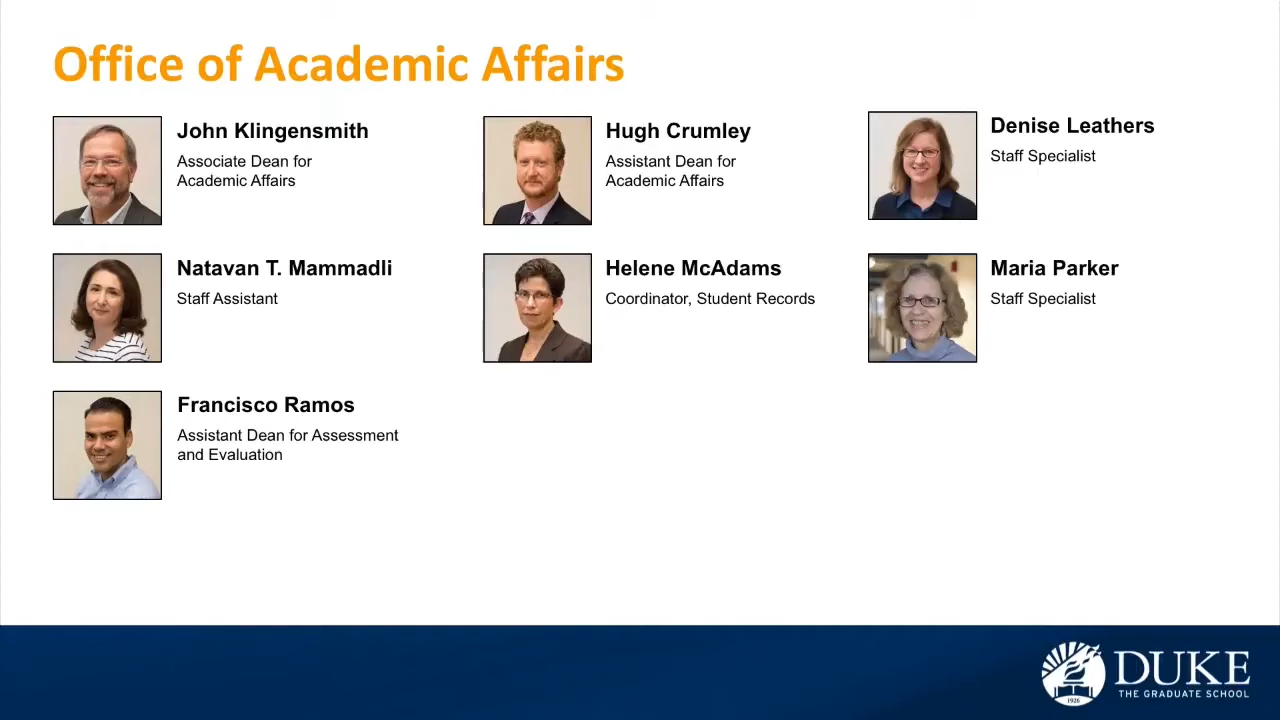 Office of Academic Affairs
John Klingensmith
Associate Dean for
Academic Affairs
Hugh Crumley
Assistant Dean for
Academic Affairs
Denise Leathers
Staff Specialist
Natavan T. Mammadli
Staff Assistant
Helene McAdams
Coordinator, Student Records
Maria Parker
Staff Specialist
Francisco Ramos
Assistant Dean for Assessment
and Evaluation
DUKE
THE GRADUATE SCHOOL
1926